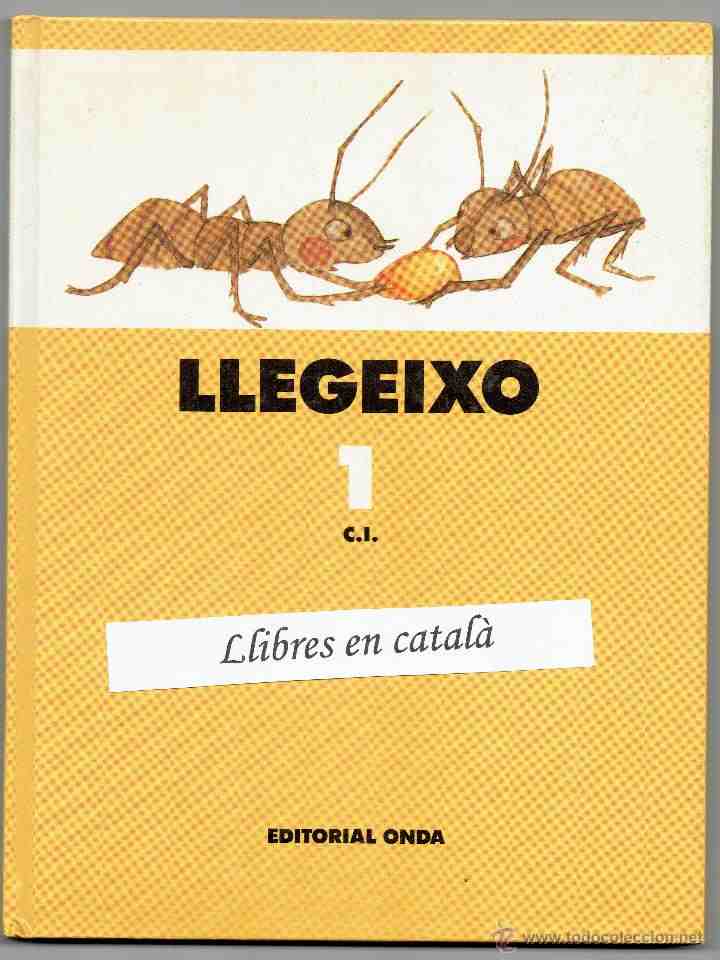 LLEGEIXO
1
C.I.
Llibres en català
EDITORIAL ONDA
www.todocoleccion.net